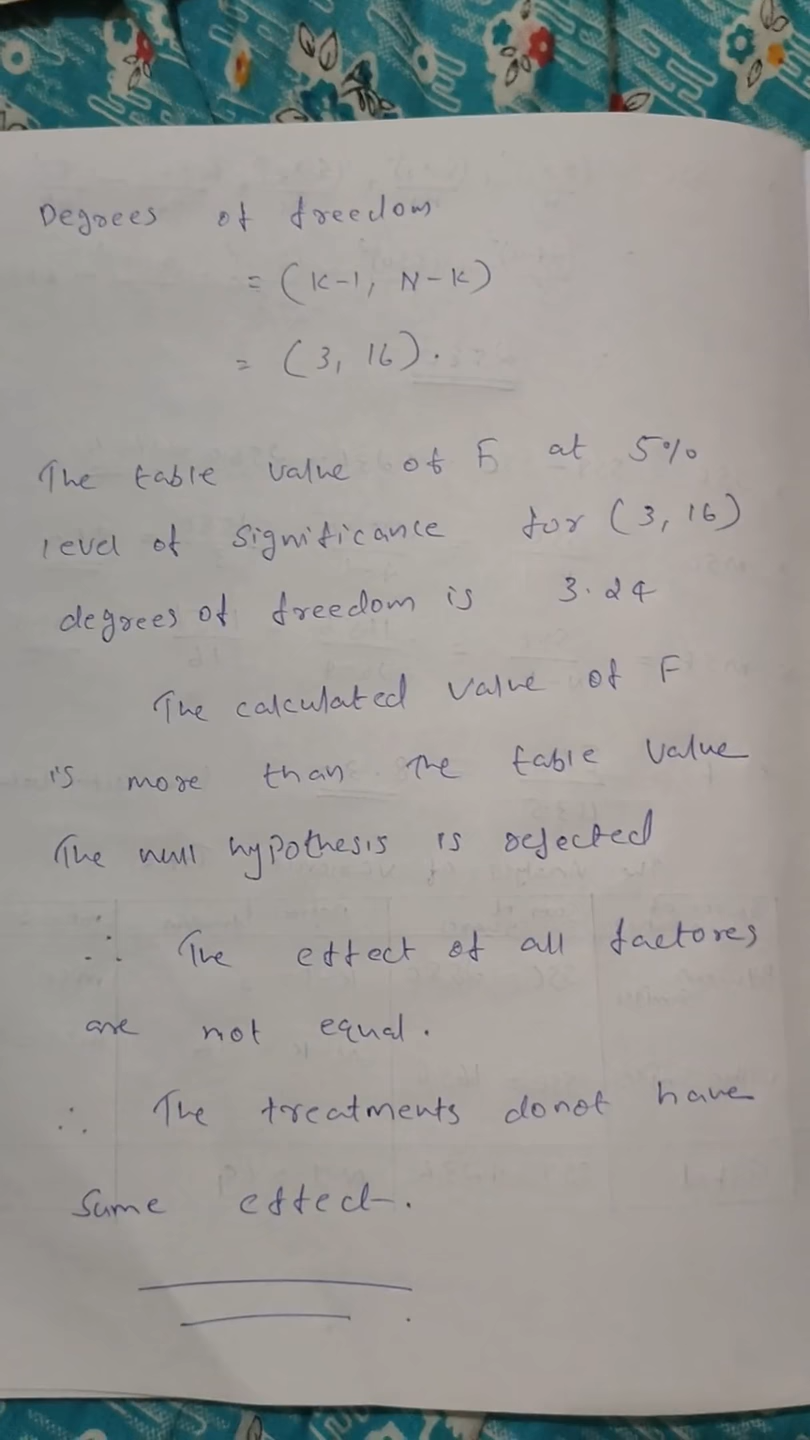 Degrees of freedom
= (K-1, N-K)
= (3, 16).
The table value of F at 5%
level of significance for (3, 16)
degrees of freedom is 3.24
The calculated value of F
is more than the table value
The null hypothesis is rejected
∴ The effect of all factores
are not equal.
∴ The treatments donot have
Same effect.